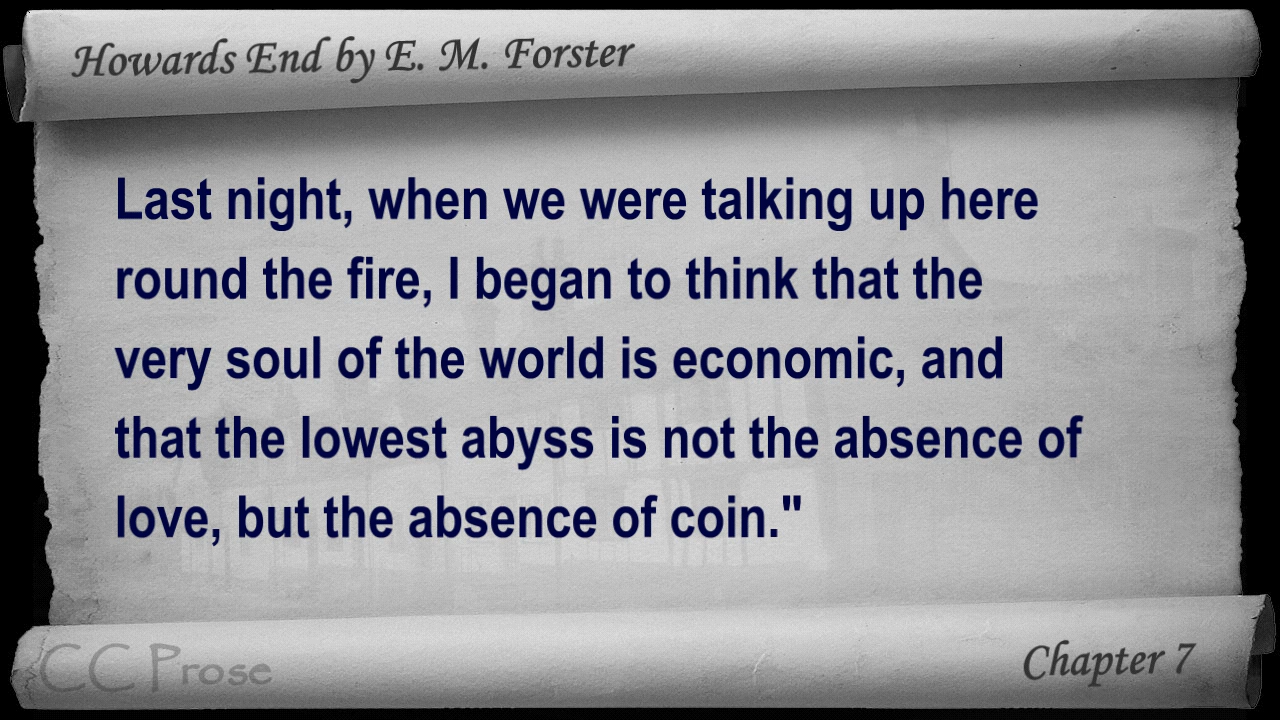 Howards End by E. M. Forster
Last night, when we were talking up here
round the fire, I began to think that the
very soul of the world is economic, and
that the lowest abyss is not the absence of
love, but the absence of coin."
CC Prose
Chapter 7